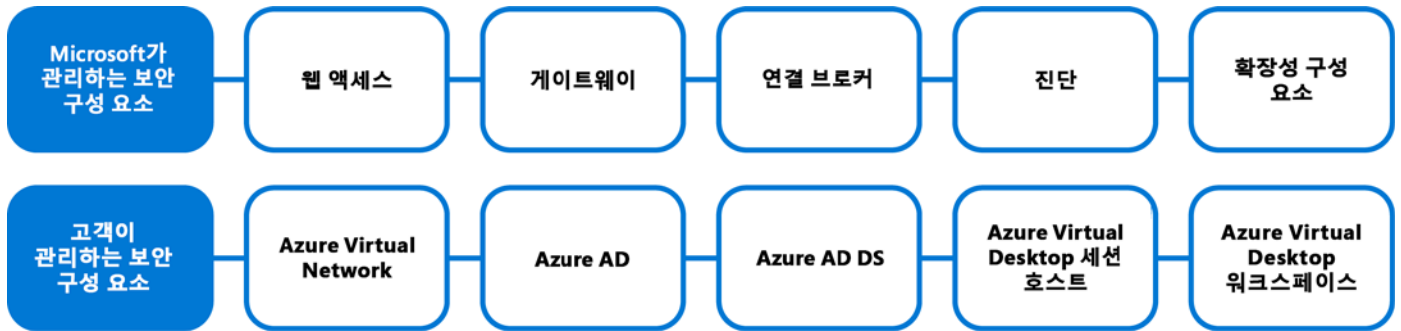 Microsoft가
관리하는 보안
구성 요소
웹 액세스
게이트웨이
연결 브로커
진단
확장성 구성
요소
고객이
관리하는 보안
구성 요소
Azure Virtual
Network
Azure AD
Azure AD DS
Azure Virtual
Desktop 세션
호스트
Azure Virtual
Desktop
워크스페이스